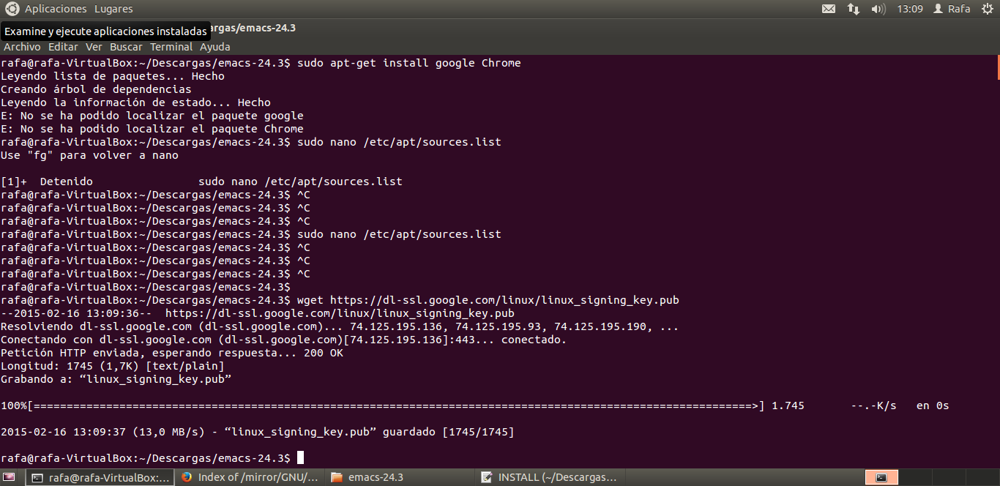 Aplicaciones Lugares 13:09 Rafa
Examine y ejecute aplicaciones instaladas
argas/emacs-24.3
Archivo Editar Ver Buscar Terminal Ayuda
rafa@rafa-VirtualBox:~/Descargas/emacs-24.3$ sudo apt-get install google Chrome
Leyendo lista de paquetes... Hecho
Creando árbol de dependencias
Leyendo la información de estado... Hecho
E: No se ha podido localizar el paquete google
E: No se ha podido localizar el paquete Chrome
rafa@rafa-VirtualBox:~/Descargas/emacs-24.3$ sudo nano /etc/apt/sources.list
Use "fg" para volver a nano
[1]+  Detenido                sudo nano /etc/apt/sources.list
rafa@rafa-VirtualBox:~/Descargas/emacs-24.3$ ^C
rafa@rafa-VirtualBox:~/Descargas/emacs-24.3$ ^C
rafa@rafa-VirtualBox:~/Descargas/emacs-24.3$ ^C
rafa@rafa-VirtualBox:~/Descargas/emacs-24.3$ sudo nano /etc/apt/sources.list
rafa@rafa-VirtualBox:~/Descargas/emacs-24.3$ ^C
rafa@rafa-VirtualBox:~/Descargas/emacs-24.3$ ^C
rafa@rafa-VirtualBox:~/Descargas/emacs-24.3$ ^C
rafa@rafa-VirtualBox:~/Descargas/emacs-24.3$
rafa@rafa-VirtualBox:~/Descargas/emacs-24.3$ wget https://dl-ssl.google.com/linux/linux_signing_key.pub
--2015-02-16 13:09:36--  https://dl-ssl.google.com/linux/linux_signing_key.pub
Resolviendo dl-ssl.google.com (dl-ssl.google.com)... 74.125.195.136, 74.125.195.93, 74.125.195.190, ...
Conectando con dl-ssl.google.com (dl-ssl.google.com)[74.125.195.136]:443... conectado.
Petición HTTP enviada, esperando respuesta... 200 OK
Longitud: 1745 (1,7K) [text/plain]
Grabando a: “linux_signing_key.pub”
100%[=============================================================================================================>] 1.745       --.-K/s   en 0s
2015-02-16 13:09:37 (13,0 MB/s) - “linux_signing_key.pub” guardado [1745/1745]
rafa@rafa-VirtualBox:~/Descargas/emacs-24.3$
rafa@rafa-VirtualBox:... Index of /mirror/GNU/... emacs-24.3 INSTALL (~/Descargas...